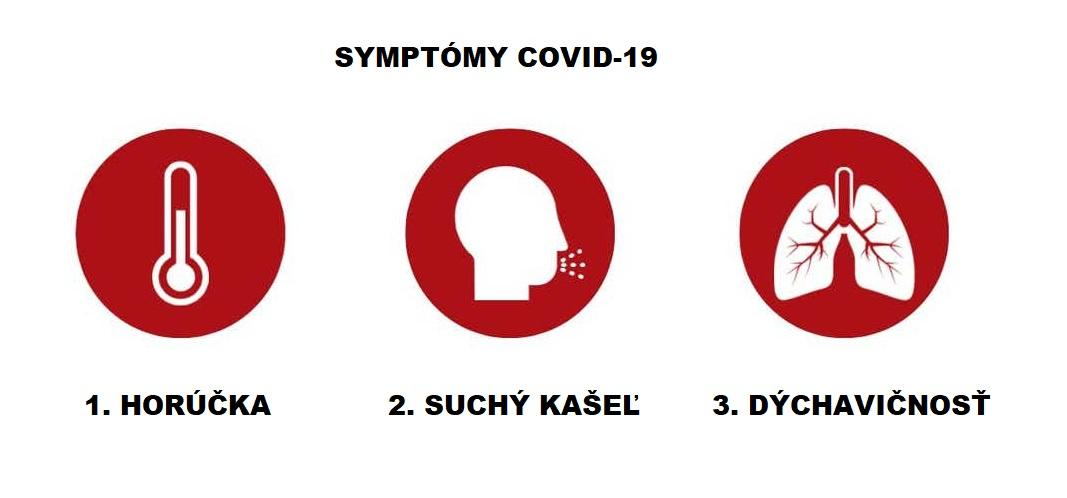 SYMPTÓMY COVID-19
1. HORÚČKA
2. SUCHÝ KAŠEĽ
3. DÝCHAVIČNOSŤ